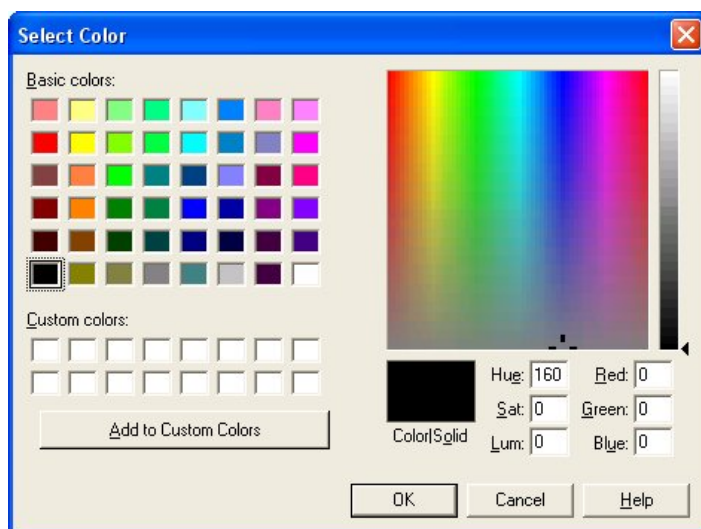 Select Color
Basic colors:
Custom colors:
Add to Custom Colors
Color|Solid
Hue: 160
Sat: 0
Lum: 0
Red: 0
Green: 0
Blue: 0
OK
Cancel
Help